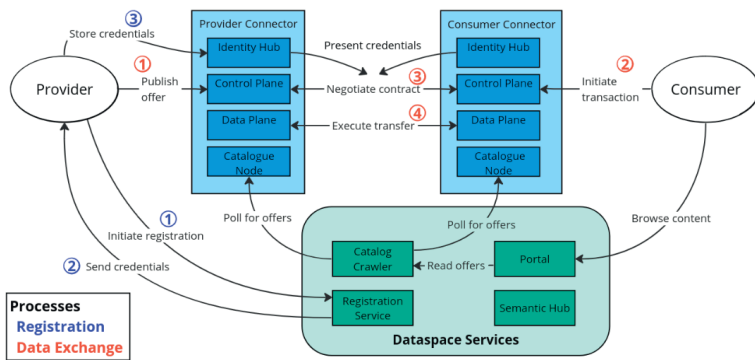 Provider Connector
Consumer Connector
③
Store credentials
Identity Hub
Present credentials
Identity Hub
Provider
①
Publish
offer
Control Plane
Negotiate contract
③
Control Plane
②
Initiate
transaction
Consumer
Data Plane
Execute transfer
④
Data Plane
Catalogue
Node
Catalogue
Node
①
Initiate registration
Poll for offers
Poll for offers
Browse content
②
Send credentials
Catalog
Crawler
Read offers
Portal
Registration
Service
Semantic Hub
Dataspace Services
Processes
Registration
Data Exchange